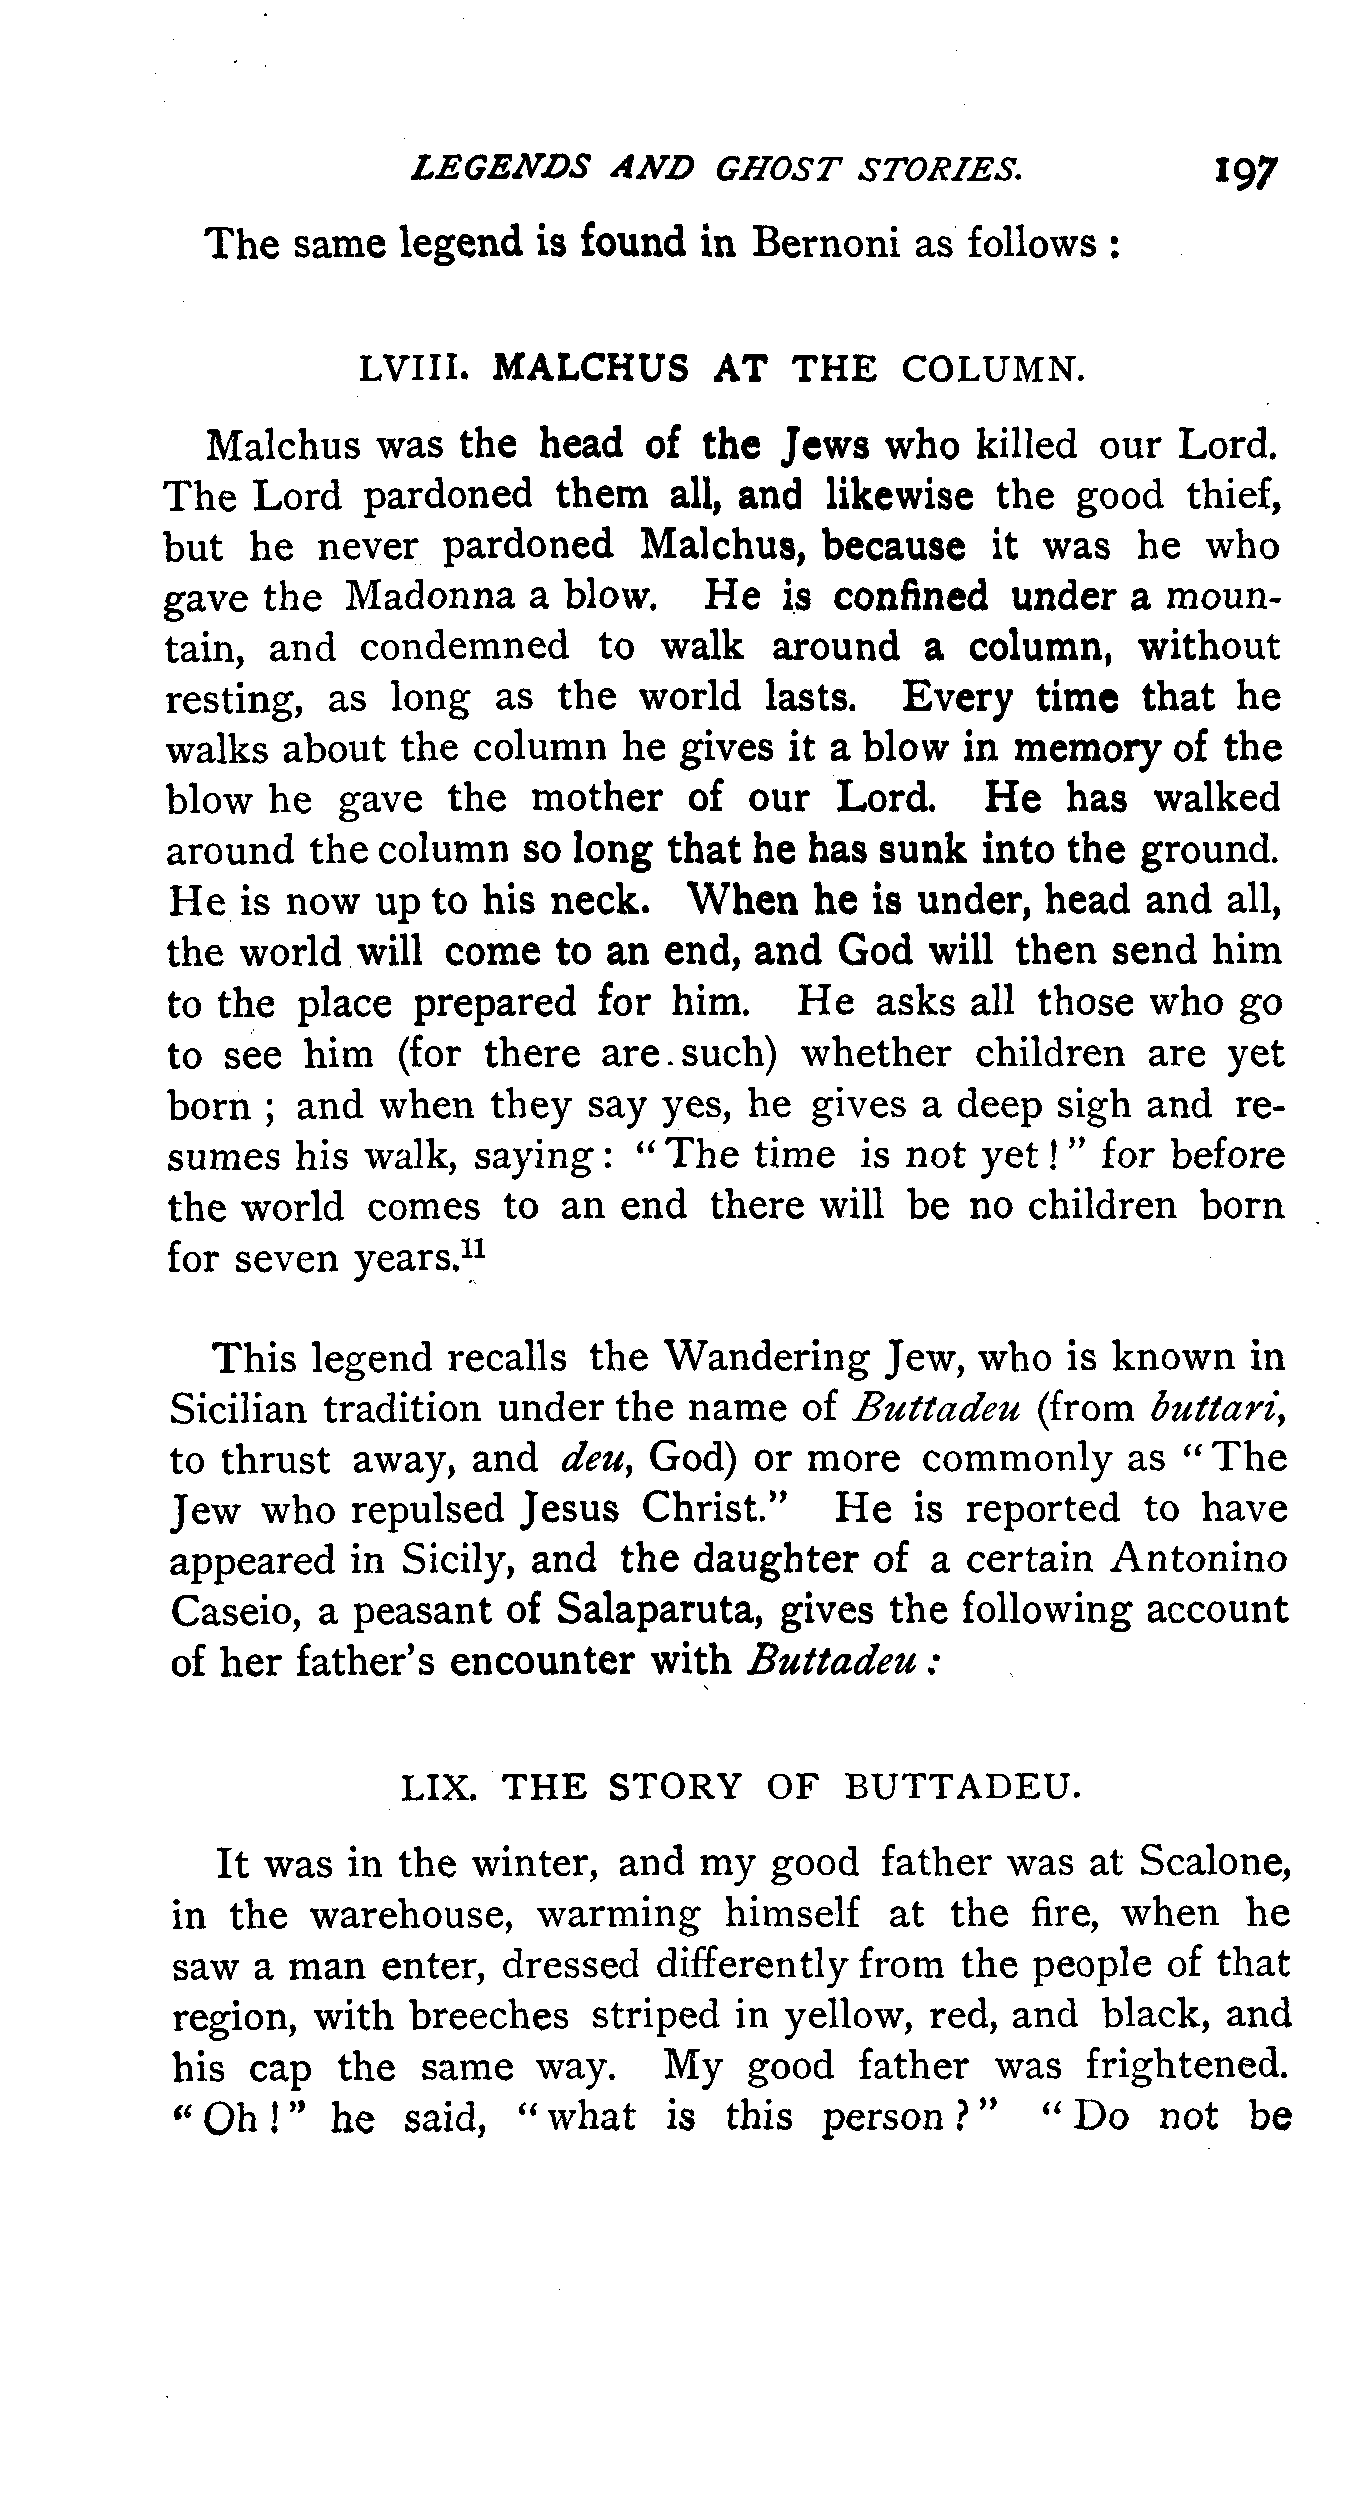 LEGENDS AND GHOST STORIES. 197
The same legend is found in Bernoni as follows :
LVIII. MALCHUS AT THE COLUMN.
Malchus was the head of the Jews who killed our Lord.
The Lord pardoned them all, and likewise the good thief,
but he never pardoned Malchus, because it was he who
gave the Madonna a blow. He is confined under a moun-
tain, and condemned to walk around a column, without
resting, as long as the world lasts. Every time that he
walks about the column he gives it a blow in memory of the
blow he gave the mother of our Lord. He has walked
around the column so long that he has sunk into the ground.
He is now up to his neck. When he is under, head and all,
the world will come to an end, and God will then send him
to the place prepared for him. He asks all those who go
to see him (for there are such) whether children are yet
born ; and when they say yes, he gives a deep sigh and re-
sumes his walk, saying : “ The time is not yet ! ” for before
the world comes to an end there will be no children born
for seven years.¹¹
This legend recalls the Wandering Jew, who is known in
Sicilian tradition under the name of Buttadeu (from buttari,
to thrust away, and deu, God) or more commonly as “ The
Jew who repulsed Jesus Christ.” He is reported to have
appeared in Sicily, and the daughter of a certain Antonino
Caseio, a peasant of Salaparuta, gives the following account
of her father's encounter with Buttadeu :
LIX. THE STORY OF BUTTADEU.
It was in the winter, and my good father was at Scalone,
in the warehouse, warming himself at the fire, when he
saw a man enter, dressed differently from the people of that
region, with breeches striped in yellow, red, and black, and
his cap the same way. My good father was frightened.
“ Oh ! ” he said, “ what is this person ? ” “ Do not be